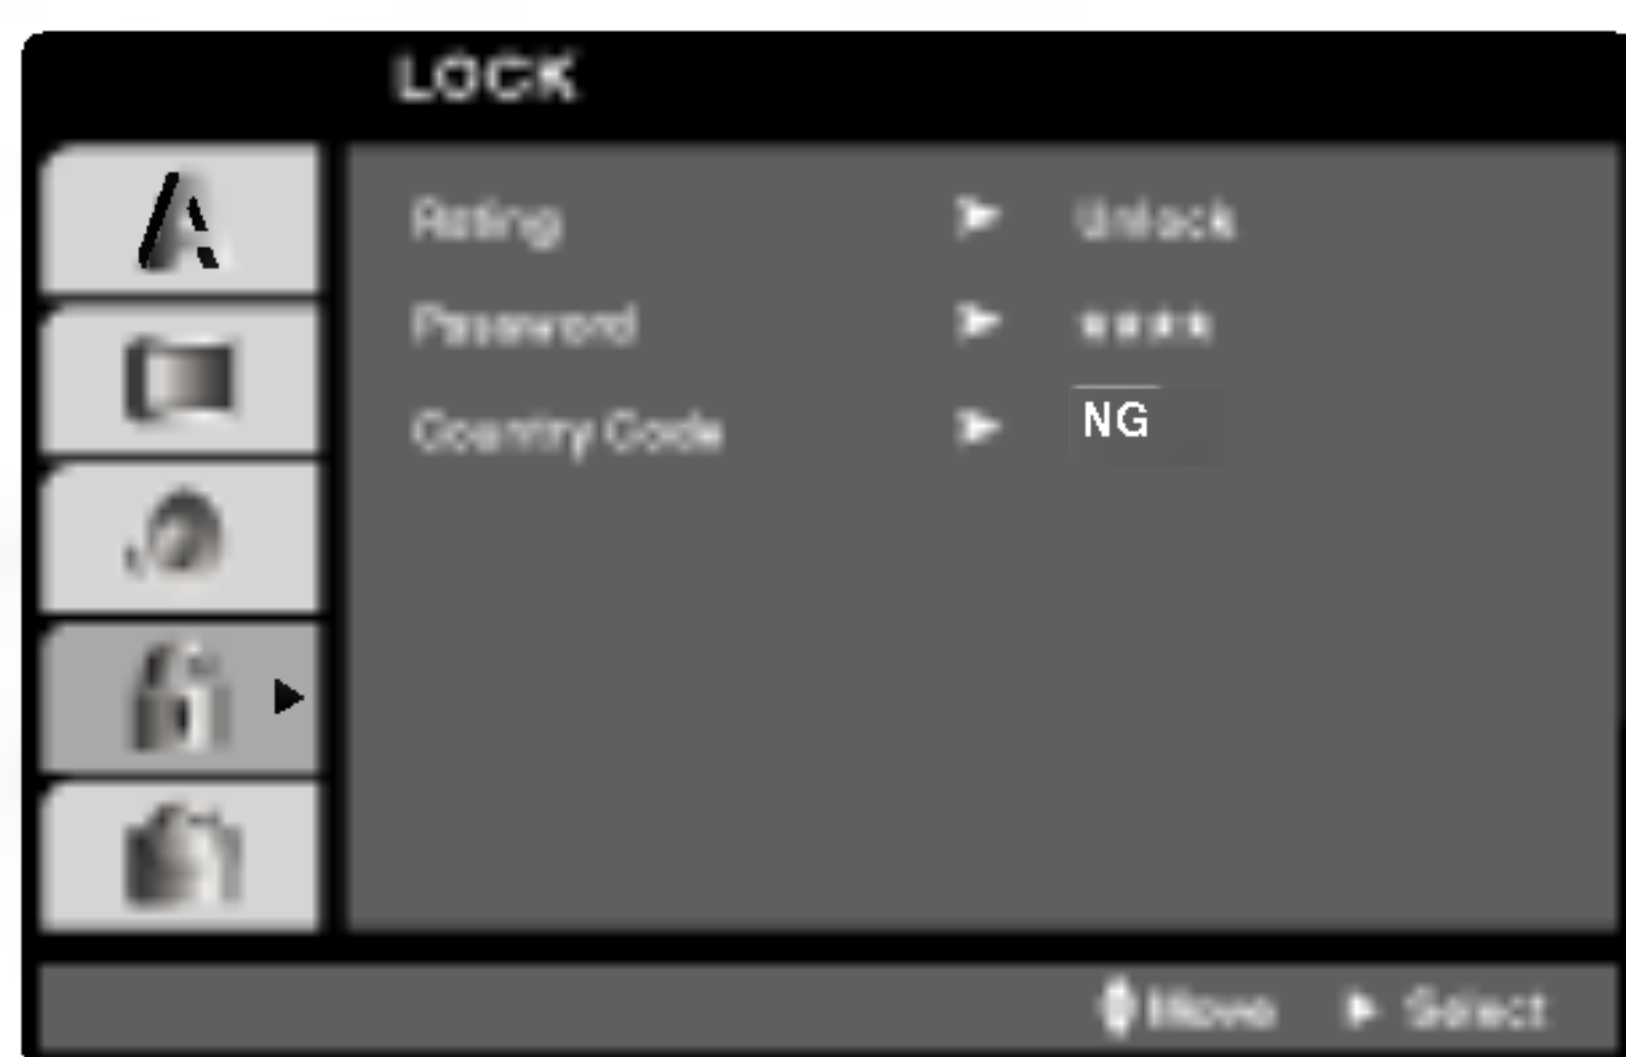 LOCK
Rating ► Unlock
Password ► ****
Country Code ► NG
Move ► Select